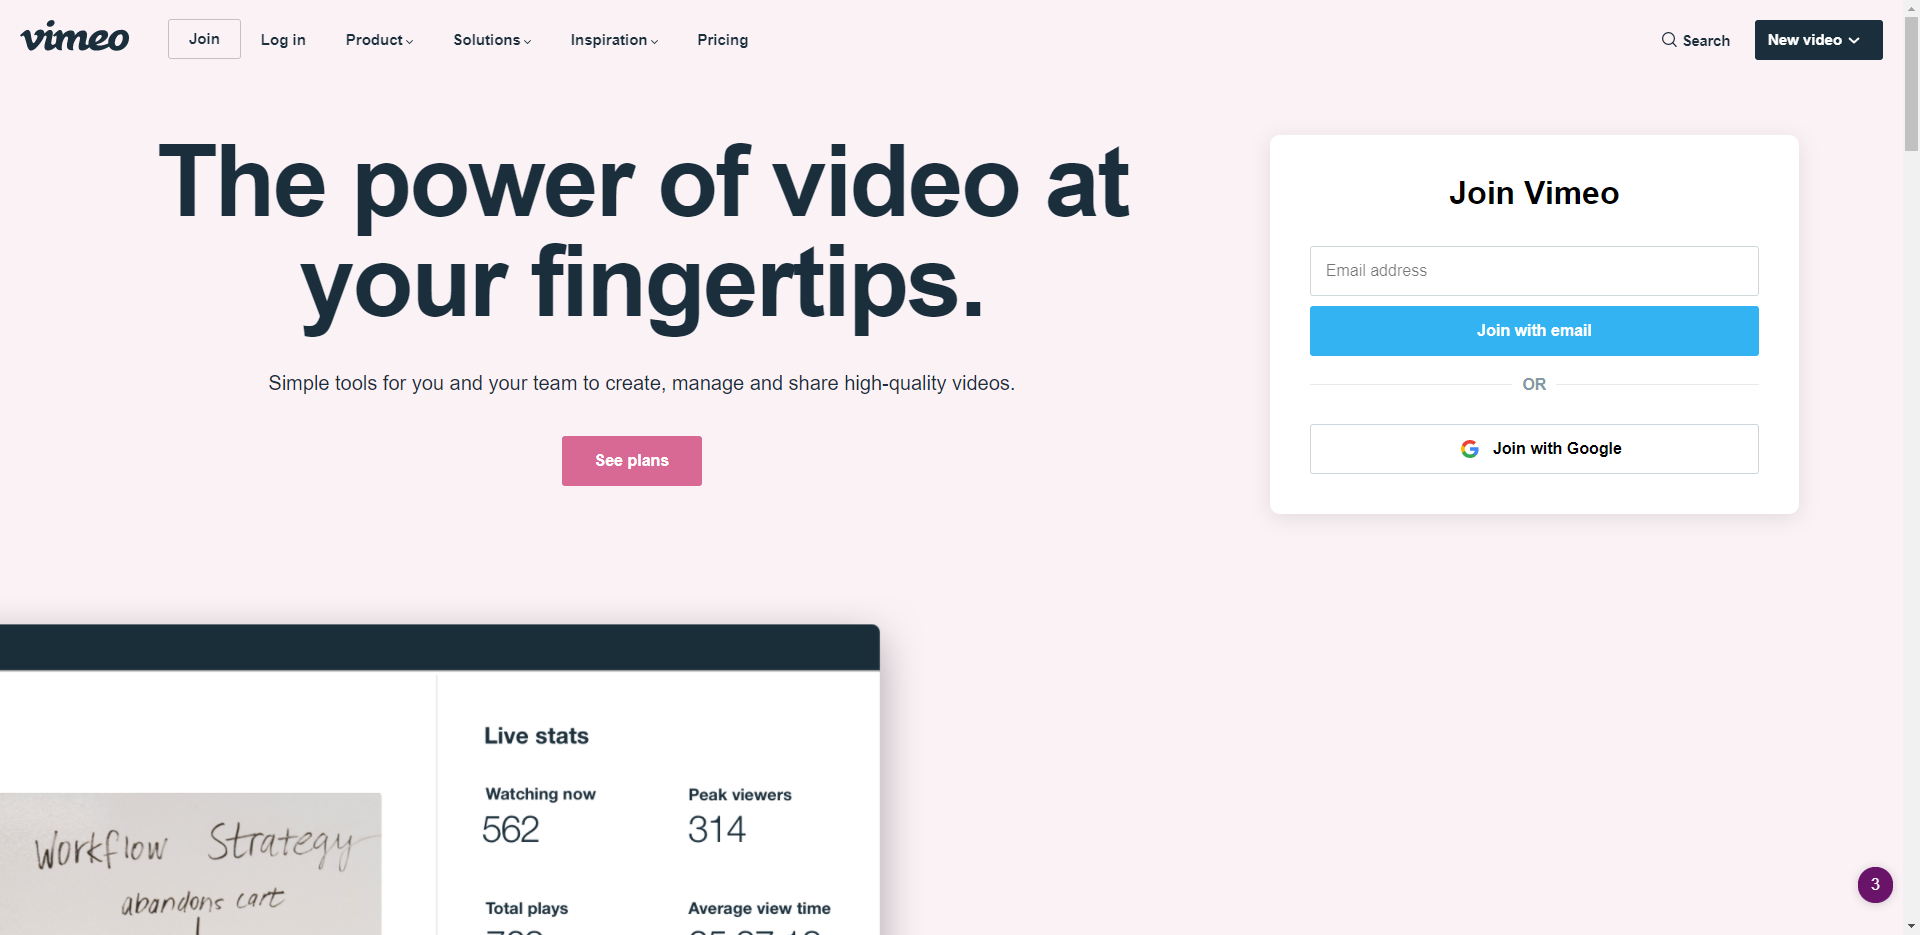 vimeo
Join
Log in
Product
Solutions
Inspiration
Pricing
Search
New video
The power of video at
your fingertips.
Simple tools for you and your team to create, manage and share high-quality videos.
See plans
Join Vimeo
Email address
Join with email
OR
Join with Google
Live stats
Watching now
562
Peak viewers
314
Workflow Strategy
abandons cart
Total plays
Average view time
3